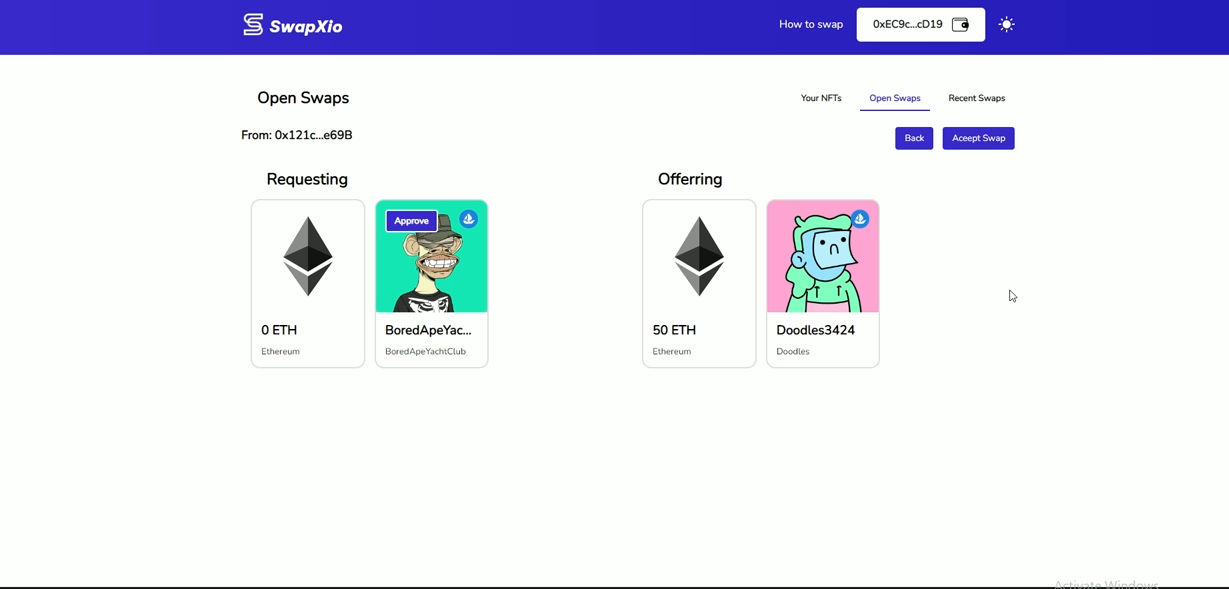 SwapXio
How to swap
0xEC9c...cD19
Open Swaps
Your NFTs
Open Swaps
Recent Swaps
From: 0x121c...e69B
Back
Aceept Swap
Requesting
Offerring
Approve
0 ETH
Ethereum
BoredApeYac...
BoredApeYachtClub
50 ETH
Ethereum
Doodles3424
Doodles
Activate Windows